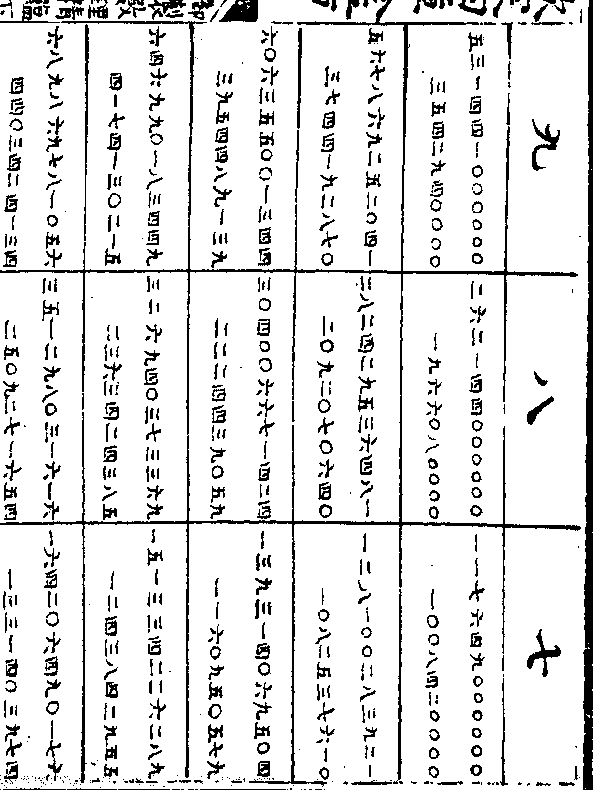 九
五三一四四一〇〇〇〇〇〇
三五四二九四〇〇〇〇
五六七八六九二五二〇四一
三七四四一九二八七〇
六〇六三五五〇〇一三四四
三九五四四八九一三九
六四六九九〇一八三四四九
四一七四一三〇二一五
六八九八六九七八一〇五六
四四〇三四二四一三四
八
二六二一四四〇〇〇〇〇〇
一九六六〇八〇〇〇〇
二八二四二九五三六四八一
二〇九二〇七〇六四〇
三〇四〇〇六六七一四二四
二二二四四三九〇五九
三二六九四〇三七三三六九
二三六三四二四三八五
三五一二九八〇三一六一六
二五〇九二七一六五四
七
一一七六四九〇〇〇〇〇〇
一〇〇八四二〇〇〇〇
一二八一〇〇二八三九二一
一〇八二五三七六一〇
一三九三一四〇六九五〇四
一一六〇九五〇五七九
一五一三三四二二六二八九
一二四三八四二九五五
一六四二〇六四九〇一七六
一三三一四〇三九七四